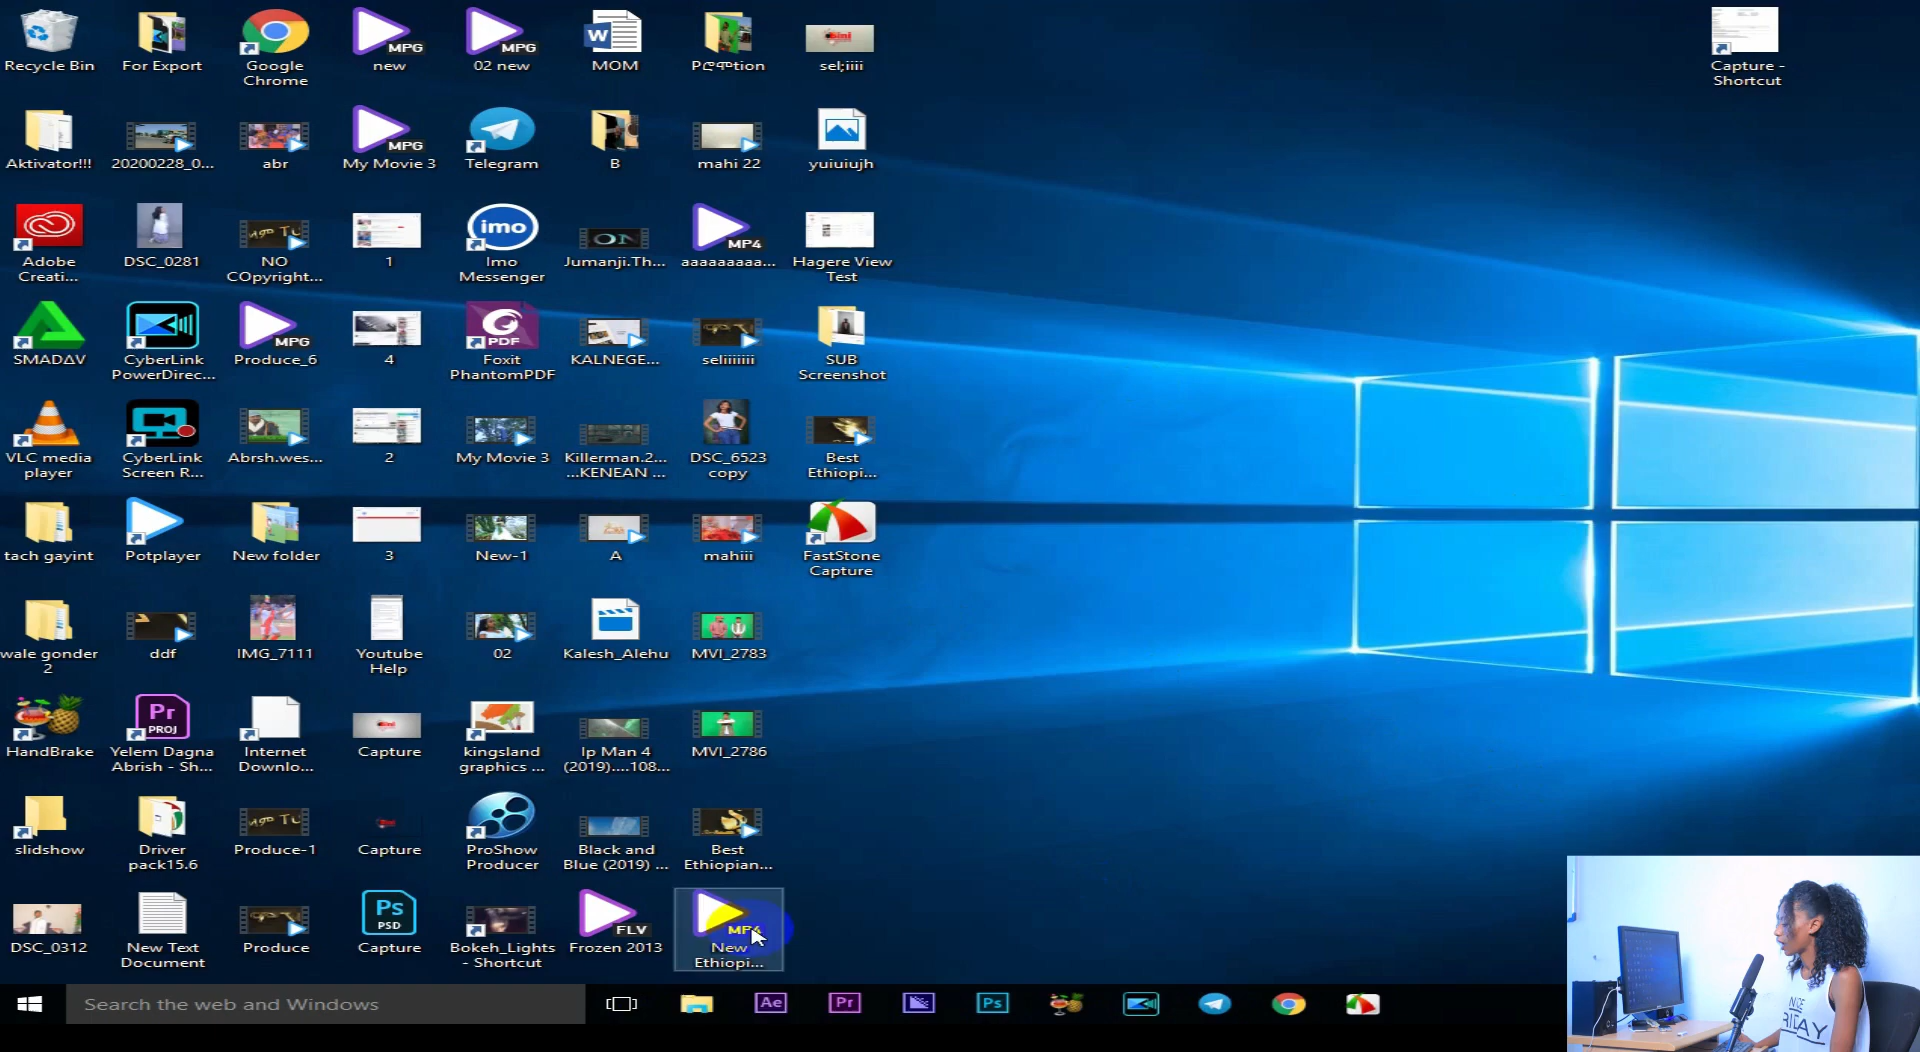 Recycle Bin
For Export
Google
Chrome
MPG
new
MPG
02 new
W
MOM
ፕሮሞtion
Sini
sel;iiii
Capture -
Shortcut
Aktivator!!!
20200228_0...
abr
MPG
My Movie 3
Telegram
B
mahi 22
yuiuiujh
Adobe
Creati...
DSC_0281
NO
COpyright...
1
imo
Imo
Messenger
ON
Jumanji.Th...
MP4
aaaaaaaaa...
Hagere View
Test
SMADΔV
CyberLink
PowerDirec...
MPG
Produce_6
4
PDF
Foxit
PhantomPDF
KALNEGE...
seliiiiiii
SUB
Screenshot
VLC media
player
CyberLink
Screen R...
Abrsh.wes...
2
My Movie 3
Killerman.2...
...KENEAN ...
DSC_6523
copy
Best
Ethiopi...
tach gayint
Potplayer
New folder
3
New-1
A
mahiii
FastStone
Capture
wale gonder
2
ddf
IMG_7111
Youtube
Help
02
Kalesh_Alehu
MVI_2783
HandBrake
Pr
PROJ
Yelem Dagna
Abrish - Sh...
Internet
Downlo...
Capture
kingsland
graphics ...
Ip Man 4
(2019)....108...
MVI_2786
slidshow
Driver
pack15.6
Produce-1
Capture
ProShow
Producer
Black and
Blue (2019) ...
Best
Ethiopian...
DSC_0312
New Text
Document
Produce
Ps
PSD
Capture
Bokeh_Lights
- Shortcut
FLV
Frozen 2013
MP4
New
Ethiopi...
Search the web and Windows
Ae
Pr
Ps
NICE
FRIDAY